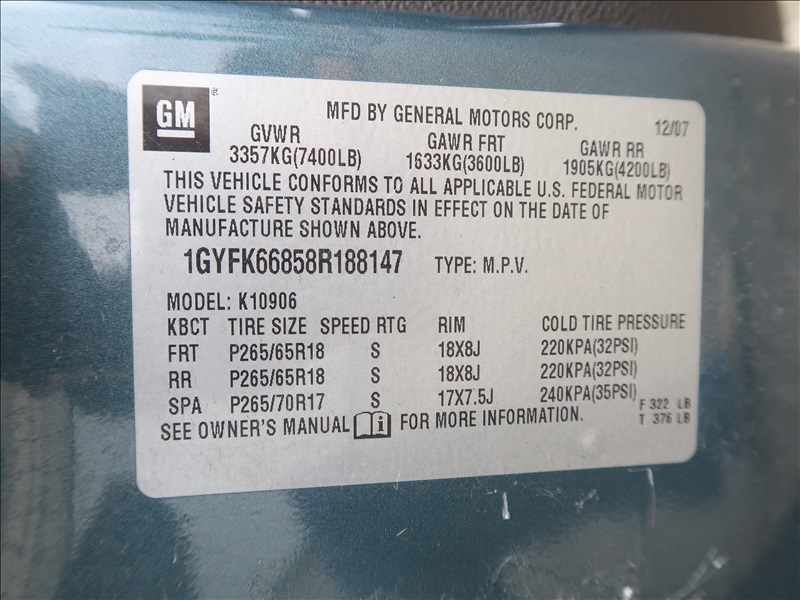 GM ®
MFD BY GENERAL MOTORS CORP. 12/07
GVWR GAWR FRT GAWR RR
3357KG(7400LB) 1633KG(3600LB) 1905KG(4200LB)
THIS VEHICLE CONFORMS TO ALL APPLICABLE U.S. FEDERAL MOTOR
VEHICLE SAFETY STANDARDS IN EFFECT ON THE DATE OF
MANUFACTURE SHOWN ABOVE.
1GYFK66858R188147 TYPE: M.P.V.
MODEL: K10906
KBCT TIRE SIZE SPEED RTG RIM COLD TIRE PRESSURE
FRT P265/65R18 S 18X8J 220KPA(32PSI)
RR P265/65R18 S 18X8J 220KPA(32PSI)
SPA P265/70R17 S 17X7.5J 240KPA(35PSI)
F 322 LB
T 376 LB
SEE OWNER'S MANUAL i FOR MORE INFORMATION.